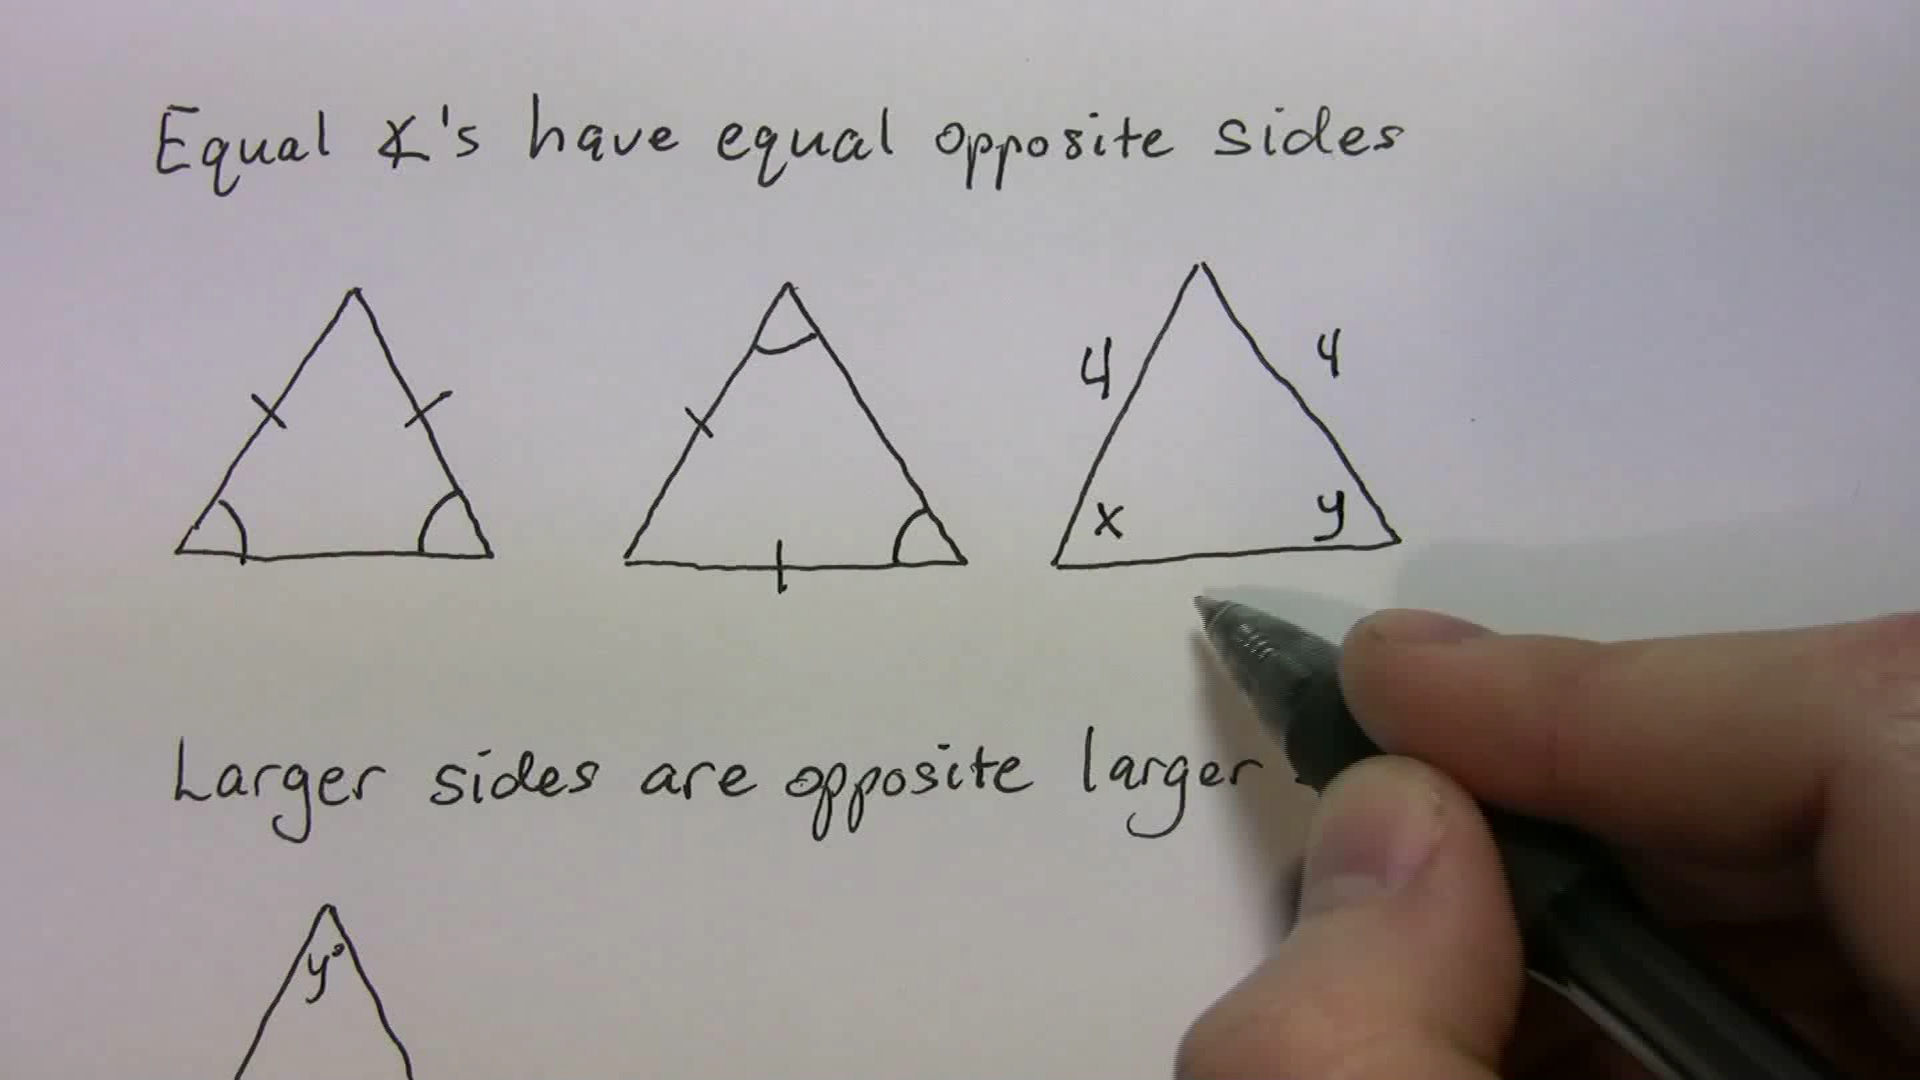 Equal ∡'s have equal opposite sides
4 4
x y
Larger sides are opposite larger
y°